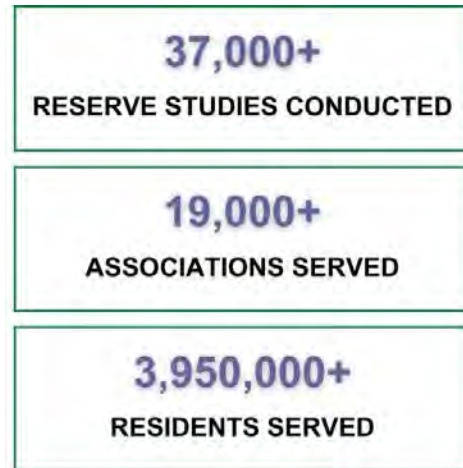 37,000+
RESERVE STUDIES CONDUCTED
19,000+
ASSOCIATIONS SERVED
3,950,000+
RESIDENTS SERVED